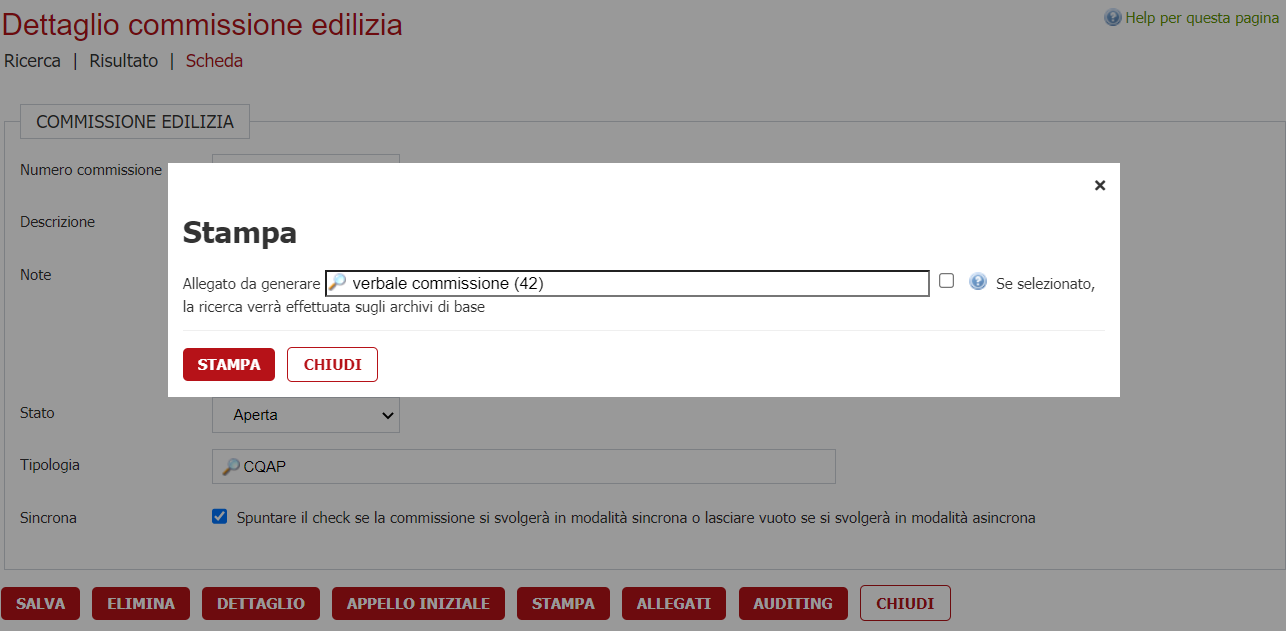 Dettaglio commissione edilizia
Help per questa pagina
Ricerca | Risultato | Scheda
COMMISSIONE EDILIZIA
Numero commissione
Descrizione
Note
×
Stampa
Allegato da generare verbale commissione (42) Se selezionato,
la ricerca verrà effettuata sugli archivi di base
STAMPA CHIUDI
Stato Aperta
Tipologia CQAP
Sincrona Spuntare il check se la commissione si svolgerà in modalità sincrona o lasciare vuoto se si svolgerà in modalità asincrona
SALVA ELIMINA DETTAGLIO APPELLO INIZIALE STAMPA ALLEGATI AUDITING CHIUDI